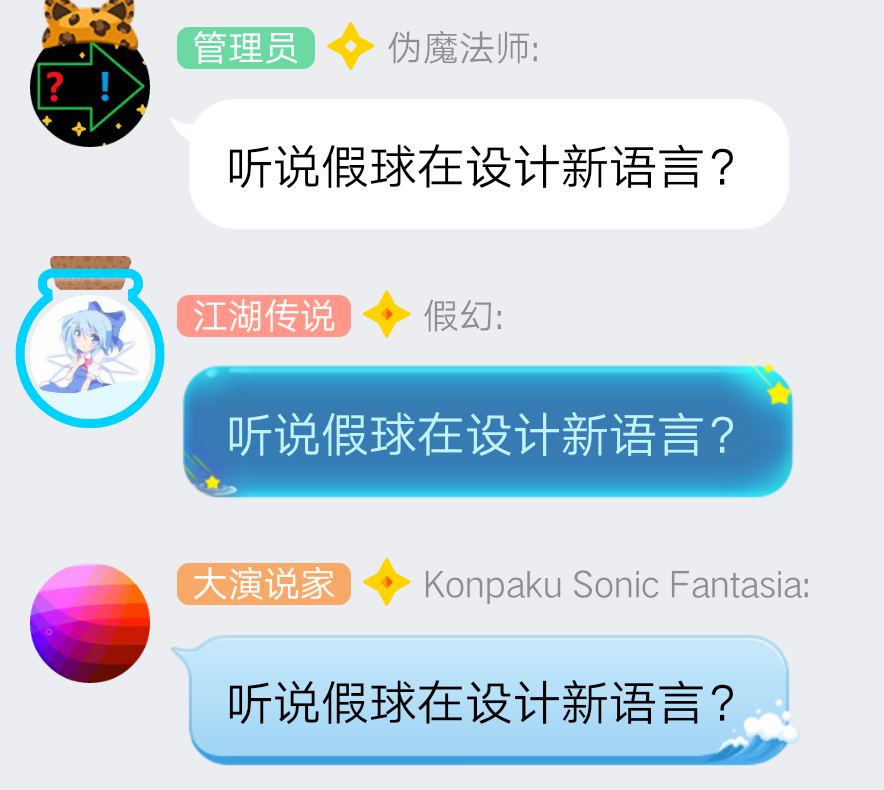 ? !
管理员 伪魔法师:
听说假球在设计新语言?
江湖传说 假幻:
听说假球在设计新语言?
大演说家 Konpaku Sonic Fantasia:
听说假球在设计新语言?